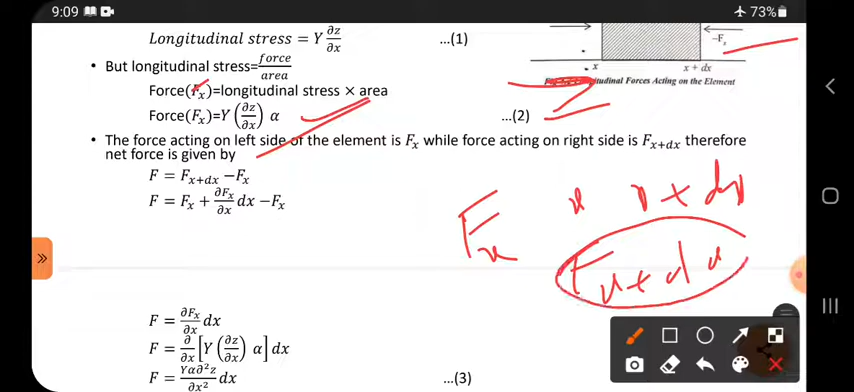 9:09 73%
Longitudinal stress = Y ∂z/∂x ...(1)
−Fₓ
x x + dx
• But longitudinal stress=force/area
itudinal Forces Acting on the Element
Force(Fₓ)=longitudinal stress × area
Force(Fₓ)=Y(∂z/∂x) α ...(2)
• The force acting on left side of the element is Fₓ while force acting on right side is Fₓ₊dₓ therefore
net force is given by
F = Fₓ₊dₓ −Fₓ
F = Fₓ + ∂Fₓ/∂x dx −Fₓ
x x + dx
Fx
Fx+dx
F = ∂Fₓ/∂x dx
F = ∂/∂x [Y (∂z/∂x) α] dx
F = Yα∂²z/∂x² dx ...(3)